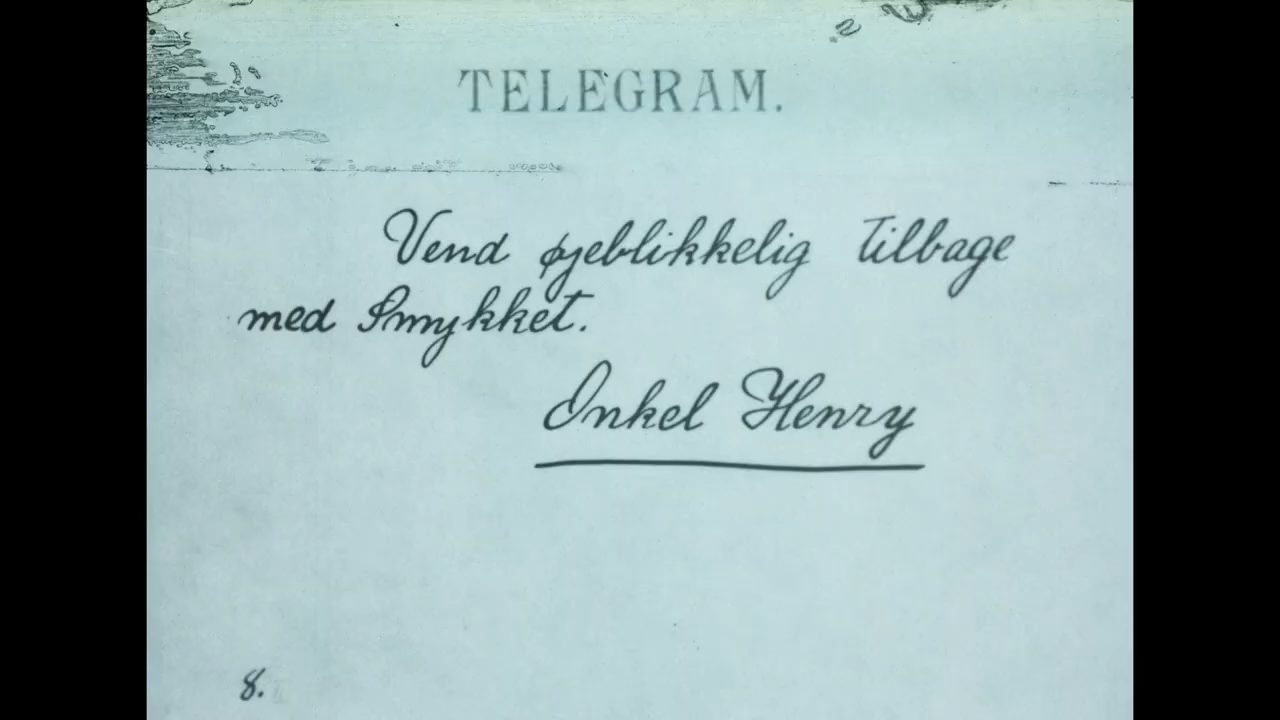 TELEGRAM.
Vend øjeblikkelig tilbage
med Smykket.
Onkel Henry
8.